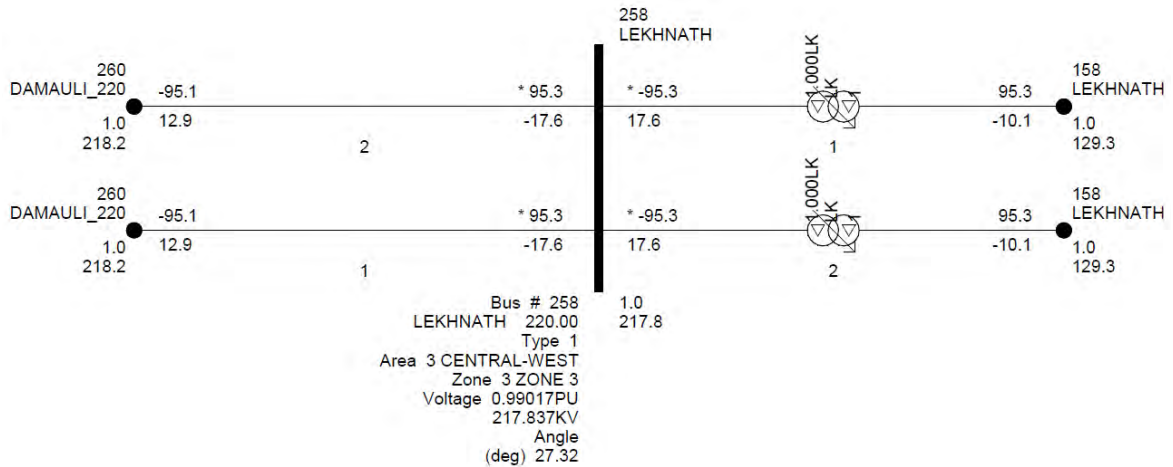 258
LEKHNATH
260
DAMAULI_220
-95.1
* 95.3
* -95.3
1.000LK
95.3
158
LEKHNATH
1.0
218.2
12.9
-17.6
17.6
-10.1
1.0
129.3
2
1
260
DAMAULI_220
-95.1
* 95.3
* -95.3
95.3
158
LEKHNATH
1.0
218.2
12.9
-17.6
17.6
-10.1
1.0
129.3
1
2
Bus # 258
LEKHNATH 220.00
Type 1
Area 3 CENTRAL-WEST
Zone 3 ZONE 3
Voltage 0.99017PU
217.837KV
Angle
(deg) 27.32
1.0
217.8